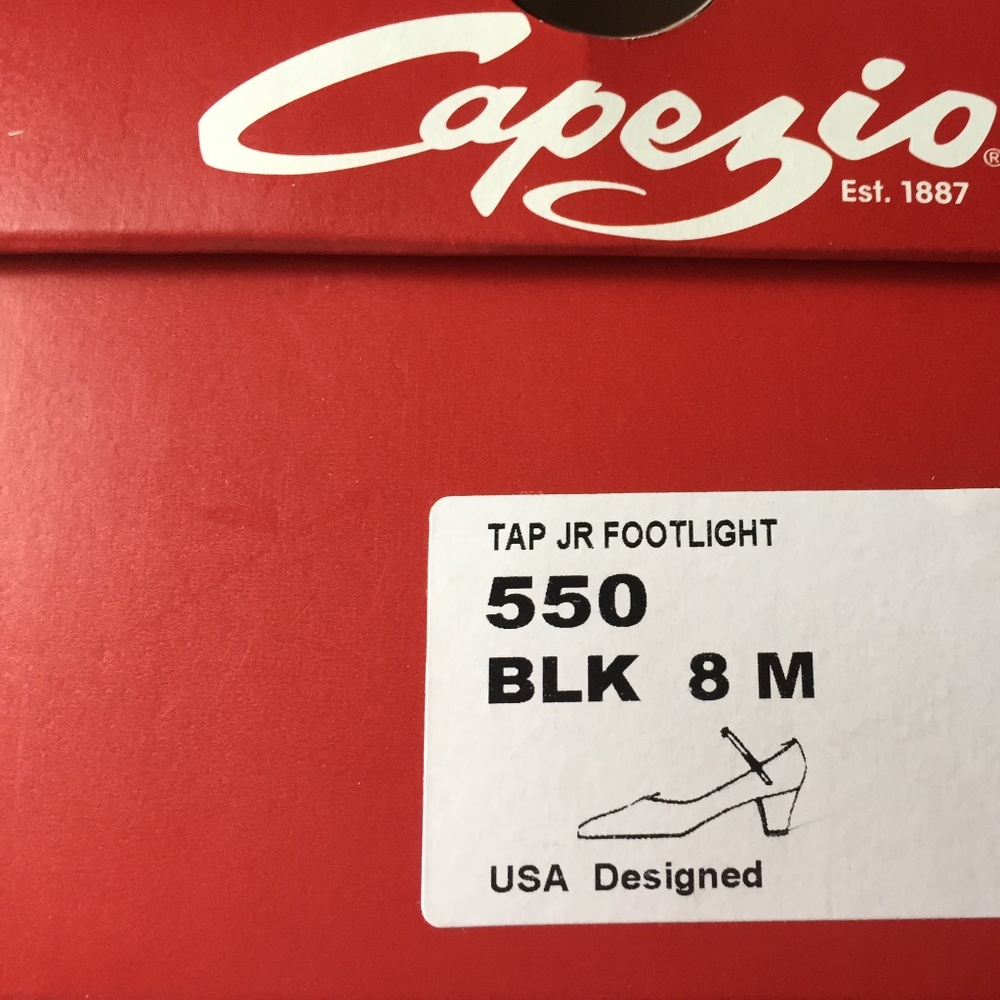 Capezio®
Est. 1887
TAP JR FOOTLIGHT
550
BLK 8 M
USA Designed